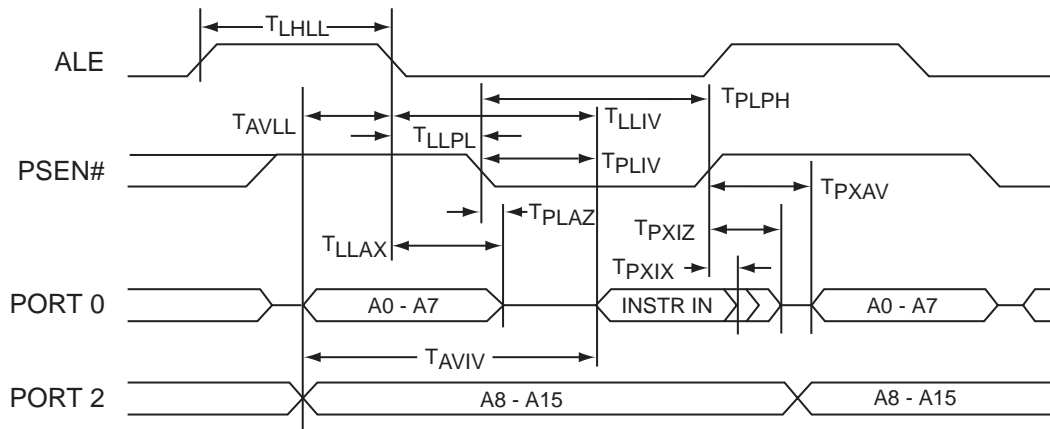 TLHLL
ALE
TPLPH
TAVLL
TLLIV
TLLPL
PSEN#
TPLIV
TPXAV
TPLAZ
TPXIZ
TLLAX
TPXIX
PORT 0
A0 - A7
INSTR IN
A0 - A7
TAVIV
PORT 2
A8 - A15
A8 - A15